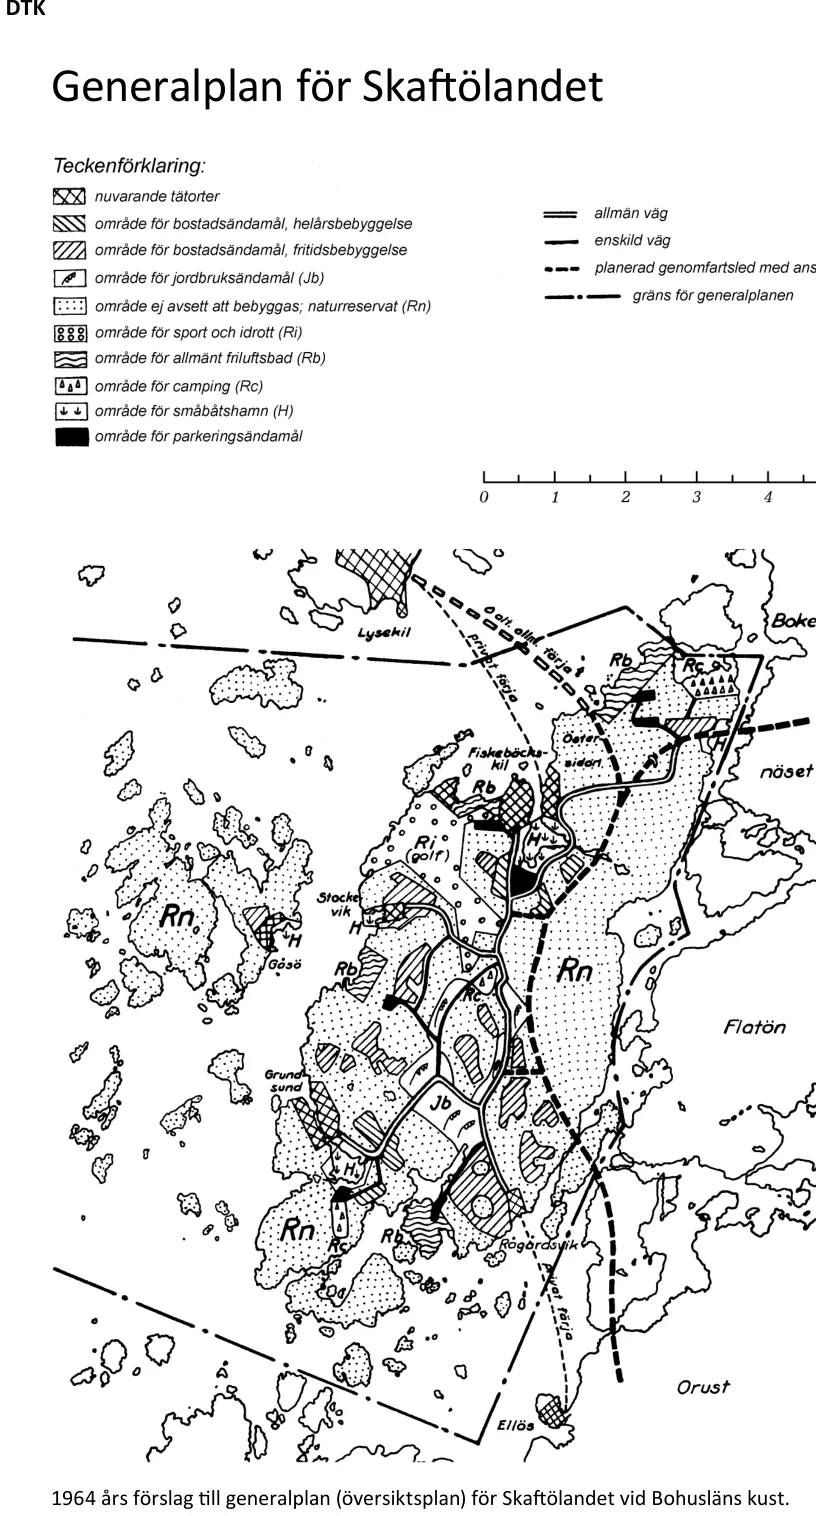 DTK
Generalplan för Skaftölandet
Teckenförklaring:
nuvarande tätorter
område för bostadsändamål, helårsbebyggelse
område för bostadsändamål, fritidsbebyggelse
område för jordbruksändamål (Jb)
område ej avsett att bebyggas; naturreservat (Rn)
område för sport och idrott (Ri)
område för allmänt friluftsbad (Rb)
område för camping (Rc)
område för småbåtshamn (H)
område för parkeringsändamål
allmän väg
enskild väg
planerad genomfartsled med ans
gräns för generalplanen
0 1 2 3 4
Lysekil
privat färja
alt. allm. färja
Boke
Rb
Rc
Öster-
sidan
H
näset
Fiskebäcks-
kil
Rb
H
Ri
(golf)
Stocke-
vik
H
Rn
H
Gåsö
Rb
Rc
Rn
Flatön
Grund-
sund
Jb
H
Rn
Rc
Rb
Rågårdsvik
privat färja
Orust
Ellös
1964 års förslag till generalplan (översiktsplan) för Skaftölandet vid Bohusläns kust.